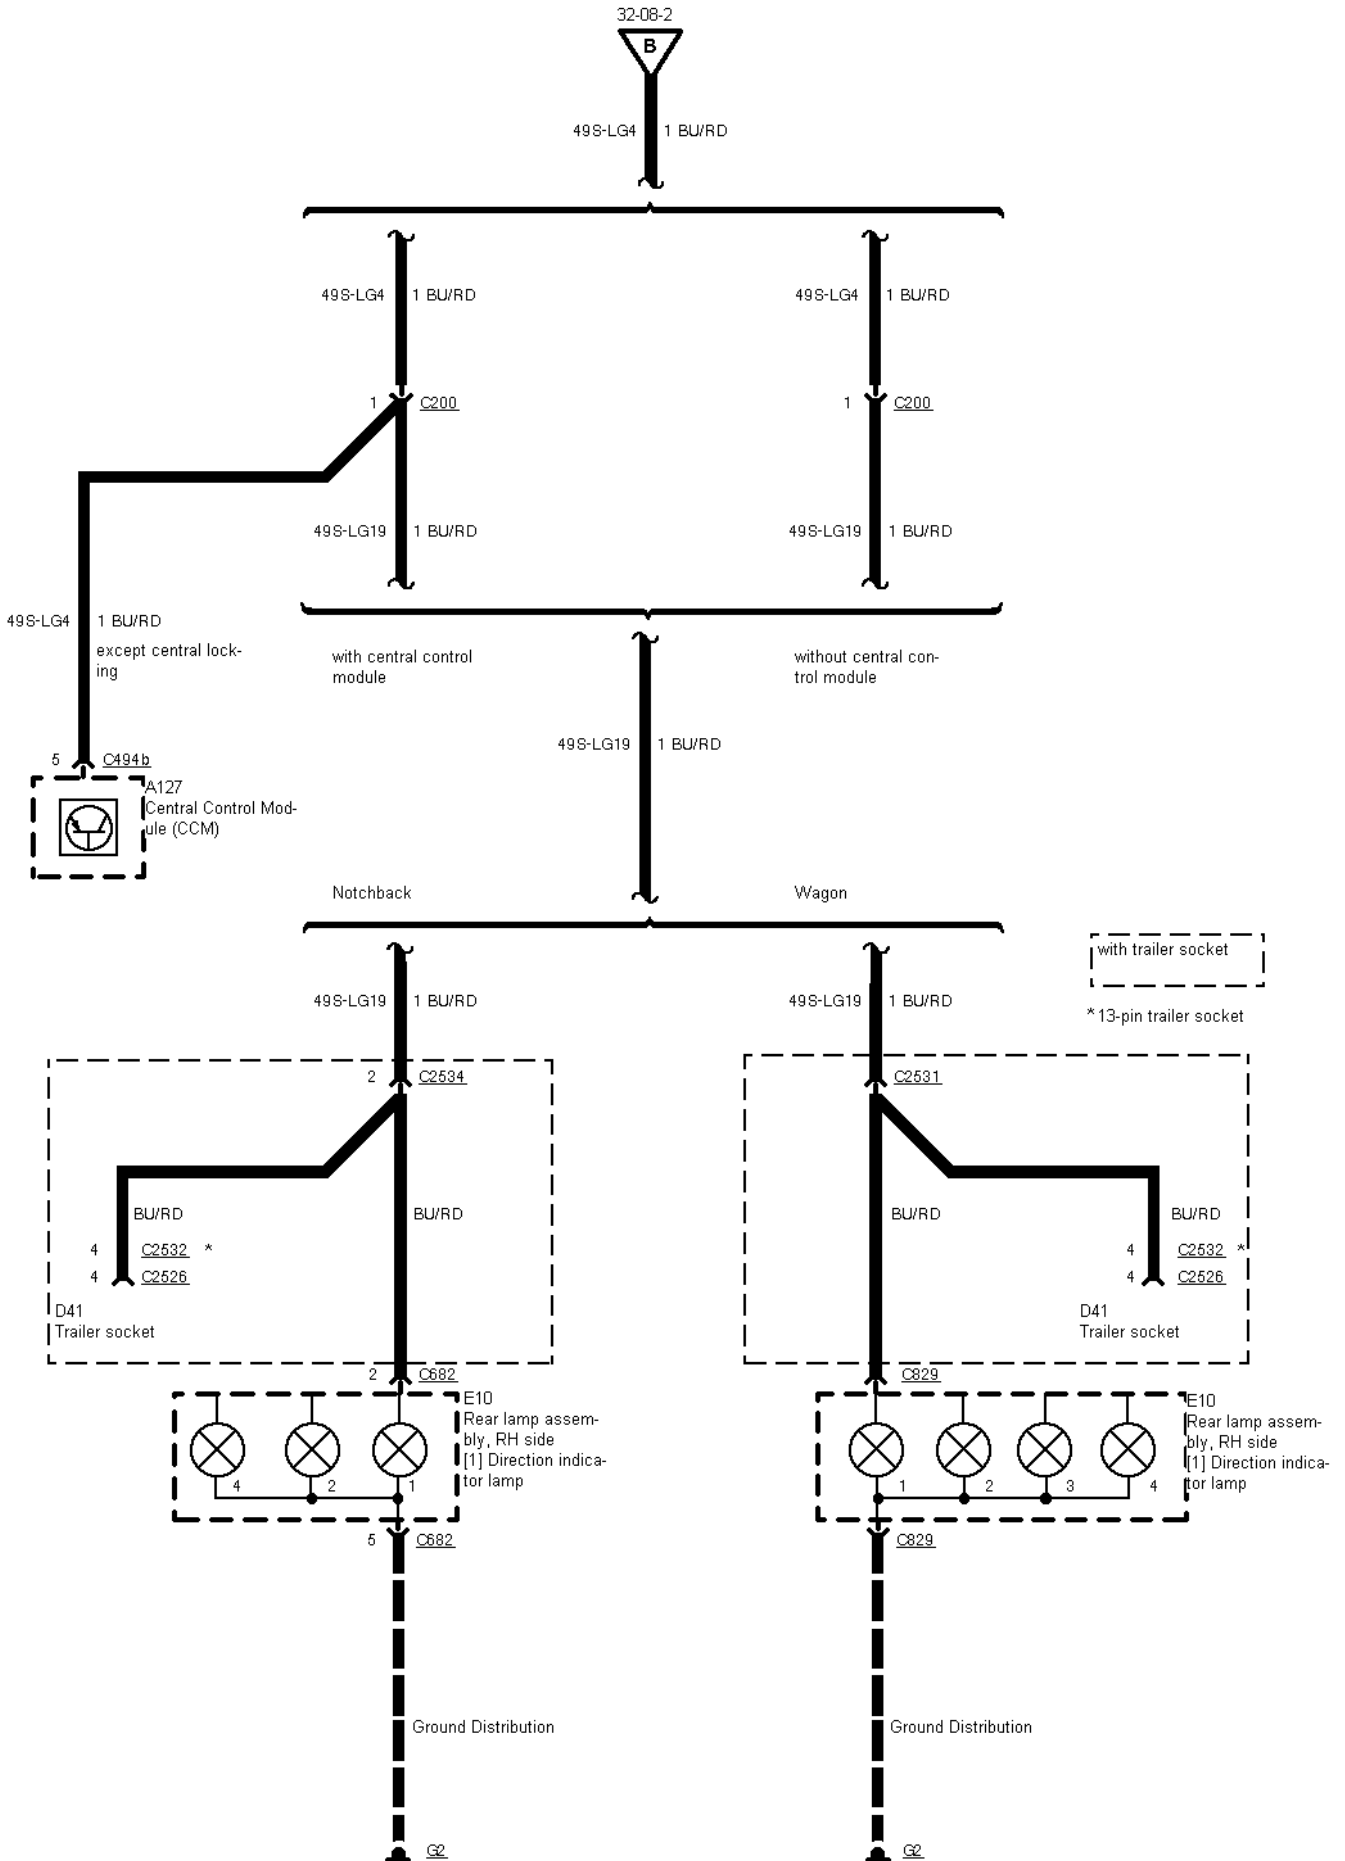 32-08-2
B
49S-LG4 1 BU/RD
49S-LG4 1 BU/RD
49S-LG4 1 BU/RD
1 C200
1 C200
49S-LG19 1 BU/RD
49S-LG19 1 BU/RD
49S-LG4 1 BU/RD
except central lock-
ing
with central control
module
without central con-
trol module
49S-LG19 1 BU/RD
5 C494b
A127
Central Control Mod-
ule (CCM)
Notchback
Wagon
with trailer socket
*13-pin trailer socket
49S-LG19 1 BU/RD
49S-LG19 1 BU/RD
2 C2534
C2531
BU/RD
BU/RD
BU/RD
BU/RD
4 C2532 *
4 C2526
4 C2532 *
4 C2526
D41
Trailer socket
D41
Trailer socket
2 C682
C829
E10
Rear lamp assem-
bly, RH side
[1] Direction indica-
tor lamp
E10
Rear lamp assem-
bly, RH side
[1] Direction indica-
tor lamp
4 2 1
1 2 3 4
5 C682
C829
Ground Distribution
Ground Distribution
G2
G2